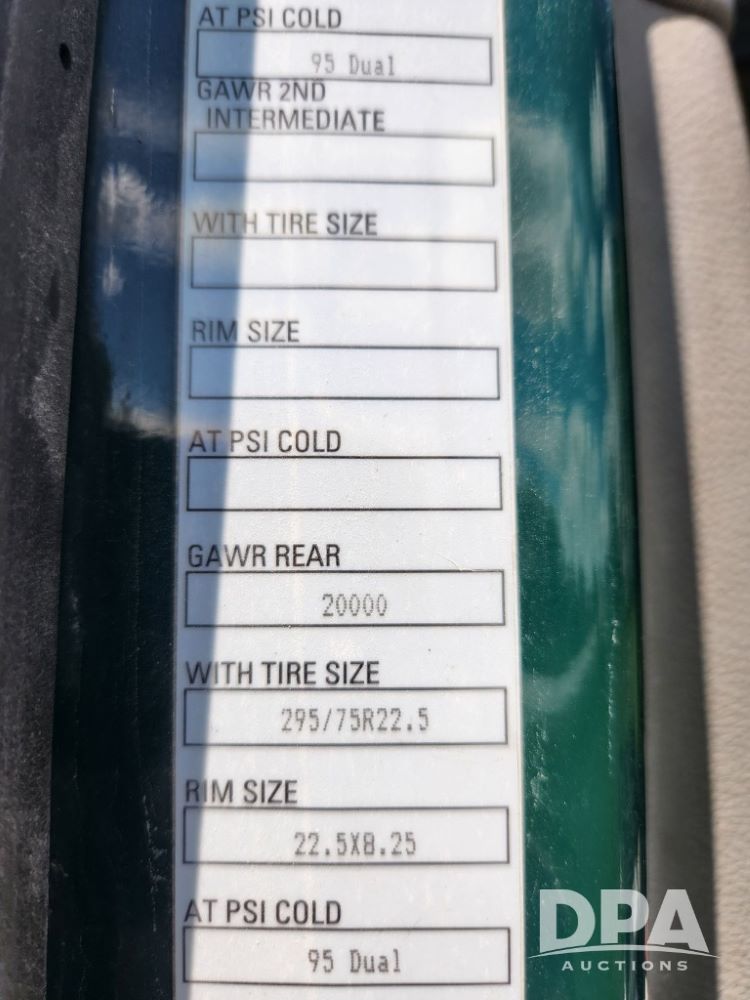 AT PSI COLD
95 Dual
GAWR 2ND
INTERMEDIATE
WITH TIRE SIZE
RIM SIZE
AT PSI COLD
GAWR REAR
20000
WITH TIRE SIZE
295/75R22.5
RIM SIZE
22.5X8.25
AT PSI COLD
95 Dual
DPA
AUCTIONS